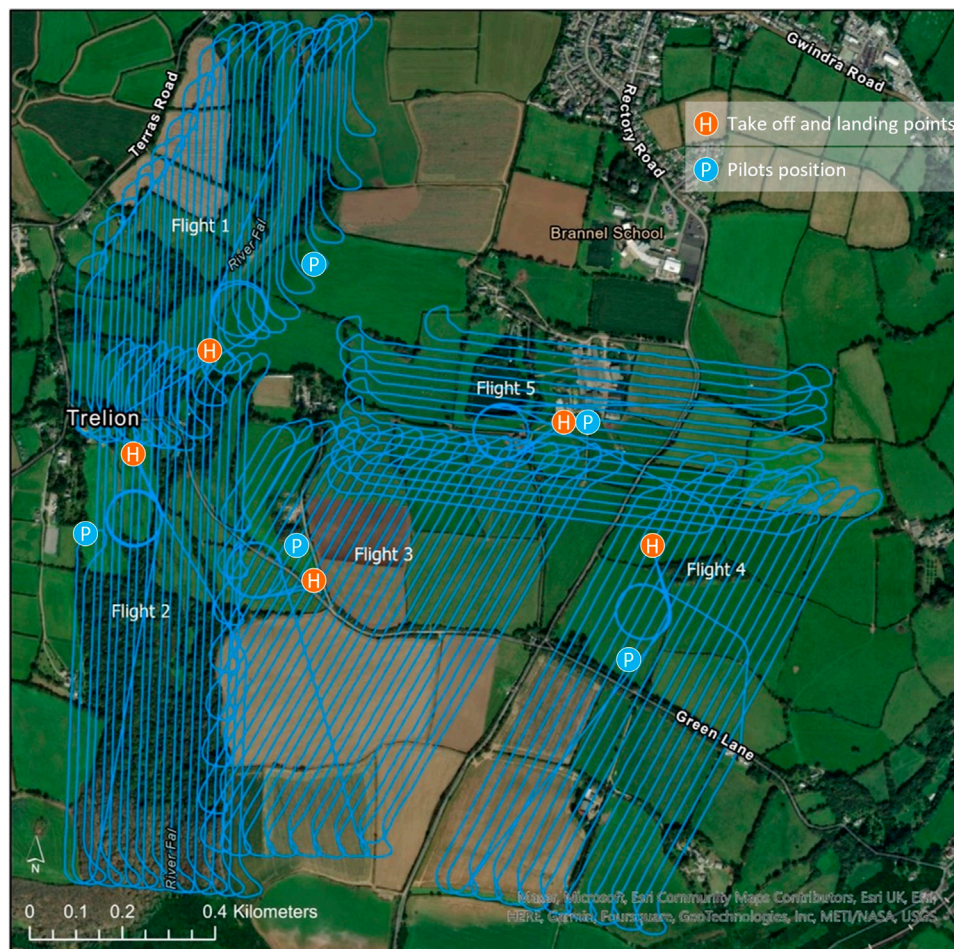 Gwindra Road
Terras Road
Rectory Road
H Take off and landing points
P Pilots position
Flight 1
River Fal
Brannel School
P
H
Flight 5
Trelion
H P
H
P
P
H
Flight 3
Flight 4
H
Flight 2
P
Green Lane
River Fal
N
0 0.1 0.2 0.4 Kilometers
Maxar, Microsoft, Esri Community Maps Contributors, Esri UK, Esri,
HERE, Garmin, Foursquare, GeoTechnologies, Inc, METI/NASA, USGS